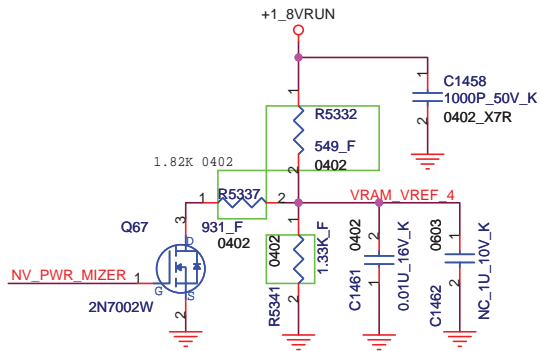 +1_8VRUN
1
C1458
1000P_50V_K
2
0402_X7R
1
R5332
549_F
2
0402
1.82K 0402
1
R5337
2
VRAM_VREF_4
931_F
0402
Q67
3
D
NV_PWR_MIZER
1
G
S
2N7002W
2
1
0402
1.33K_F
R5341
2
2
0402
C1461
0.01U_16V_K
1
1
0603
C1462
NC_1U_10V_K
2